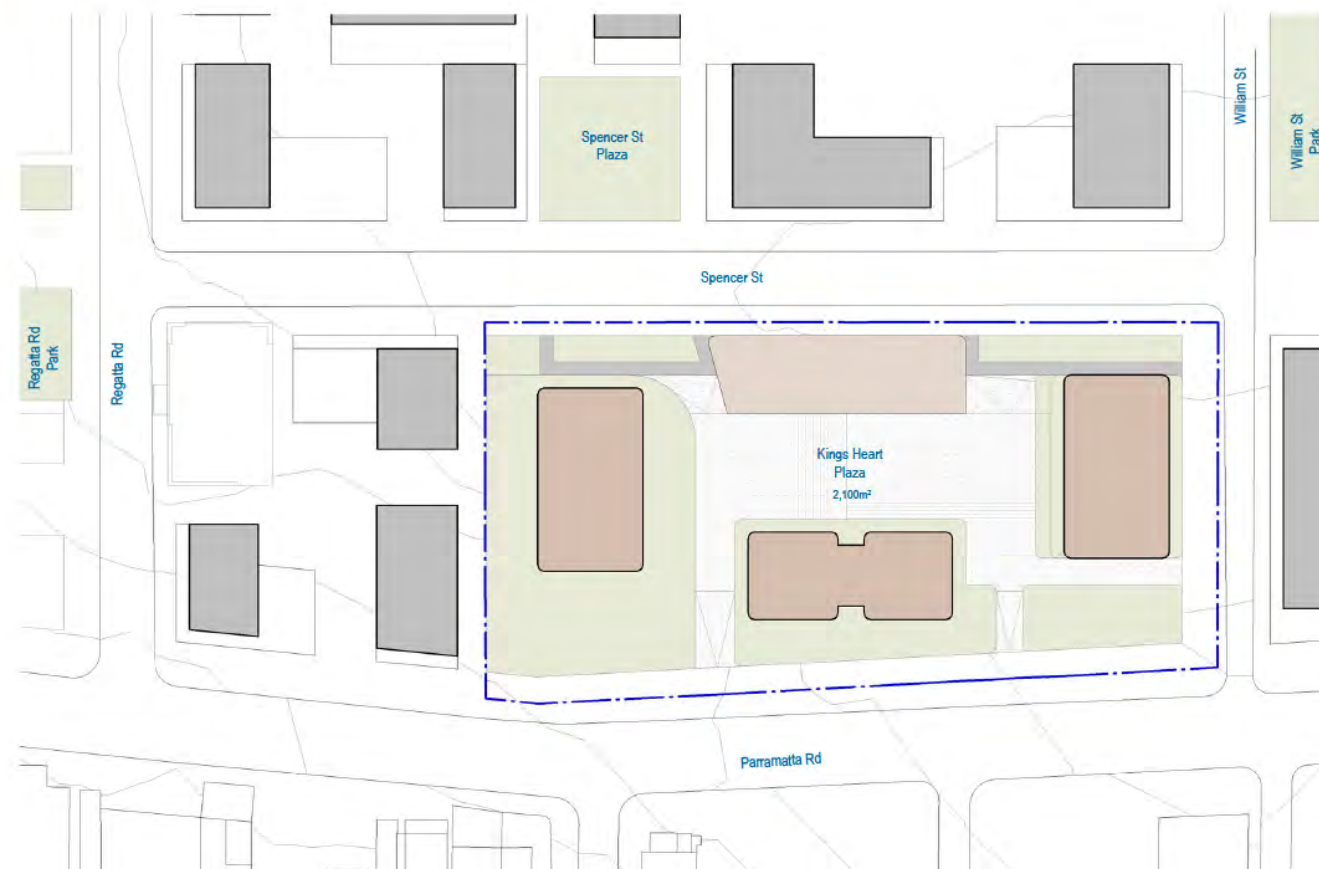 William St
William St
Park
Spencer St
Plaza
Spencer St
Regatta Rd
Park
Regatta Rd
Kings Heart
Plaza
2,100m²
Parramatta Rd